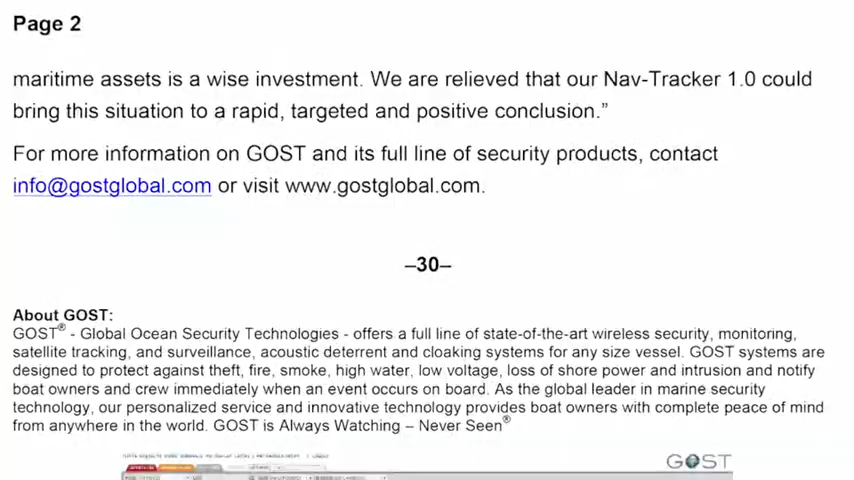 Page 2
maritime assets is a wise investment. We are relieved that our Nav-Tracker 1.0 could
bring this situation to a rapid, targeted and positive conclusion.”
For more information on GOST and its full line of security products, contact
info@gostglobal.com or visit www.gostglobal.com.
–30–
About GOST:
GOST® - Global Ocean Security Technologies - offers a full line of state-of-the-art wireless security, monitoring,
satellite tracking, and surveillance, acoustic deterrent and cloaking systems for any size vessel. GOST systems are
designed to protect against theft, fire, smoke, high water, low voltage, loss of shore power and intrusion and notify
boat owners and crew immediately when an event occurs on board. As the global leader in marine security
technology, our personalized service and innovative technology provides boat owners with complete peace of mind
from anywhere in the world. GOST is Always Watching – Never Seen®
GOST